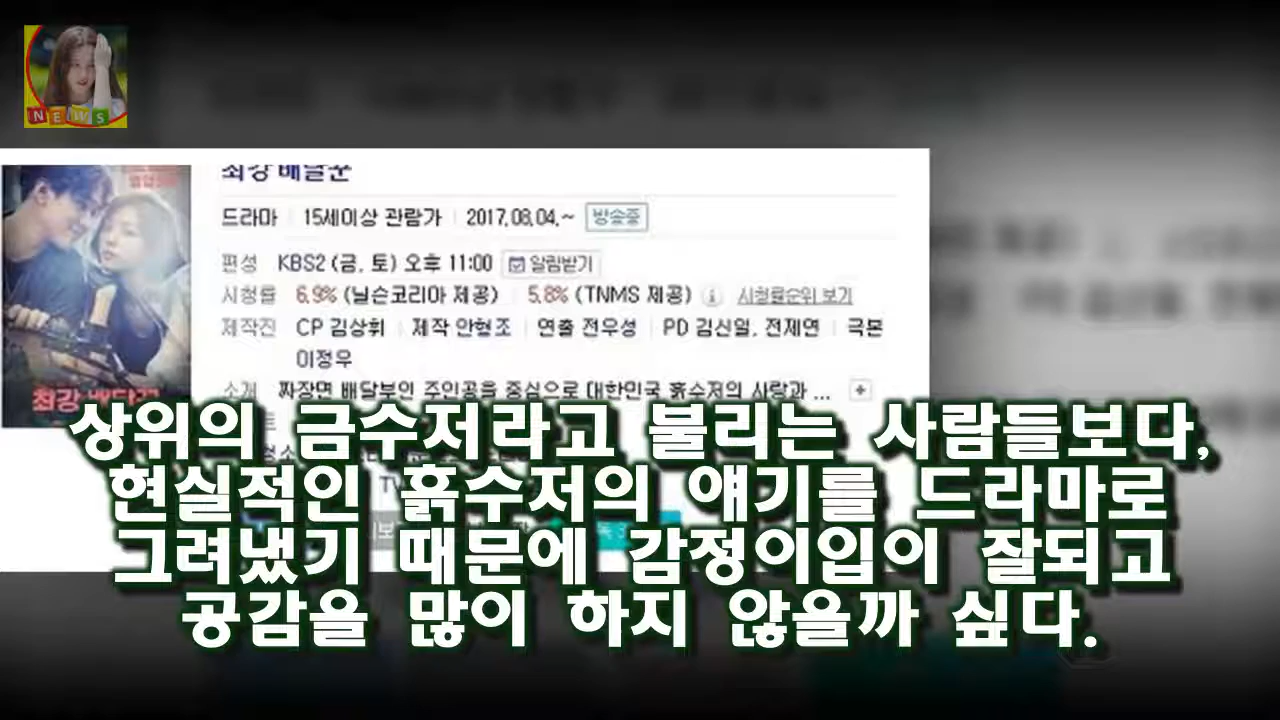 NEWS
최강 배달꾼
드라마 15세이상 관람가 2017.08.04.~ 방송중
편성 KBS2 (금, 토) 오후 11:00 알림받기
시청률 6.9% (닐슨코리아 제공) 5.8% (TNMS 제공) 시청률순위 보기
제작진 CP 김상휘 제작 안형조 연출 전우성 PD 김신일, 전제연 극본
이정우
소개 짜장면 배달부인 주인공을 중심으로 대한민국 흙수저의 사랑과 ...
최강 배달꾼
상위의 금수저라고 불리는 사람들보다,
현실적인 흙수저의 얘기를 드라마로
그려냈기 때문에 감정이입이 잘되고
공감을 많이 하지 않을까 싶다.